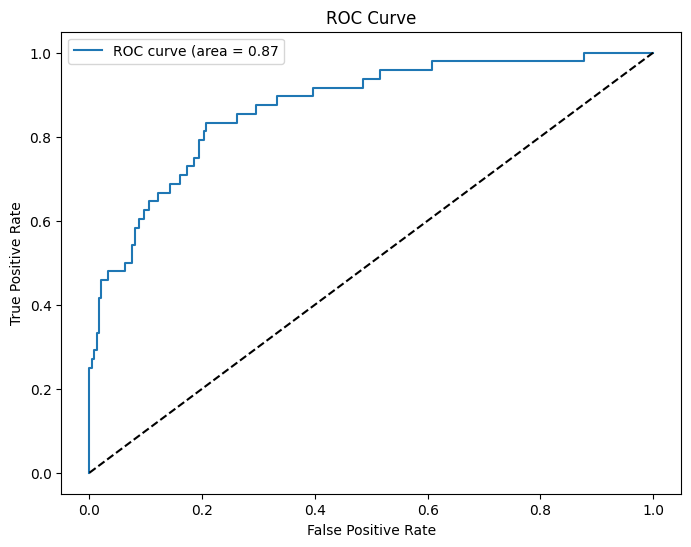 ROC Curve
ROC curve (area = 0.87
1.0
0.8
0.6
0.4
0.2
0.0
True Positive Rate
0.0 0.2 0.4 0.6 0.8 1.0
False Positive Rate